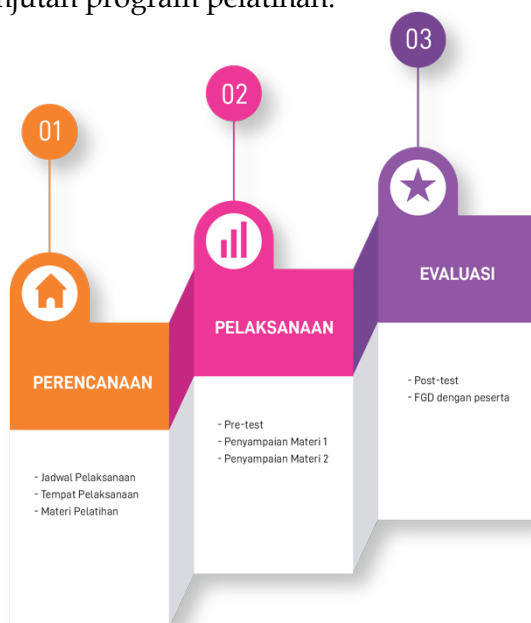 njutan program pelatihan.
01
PERENCANAAN
- Jadwal Pelaksanaan
- Tempat Pelaksanaan
- Materi Pelatihan
02
PELAKSANAAN
- Pre-test
- Penyampaian Materi 1
- Penyampaian Materi 2
03
EVALUASI
- Post-test
- FGD dengan peserta